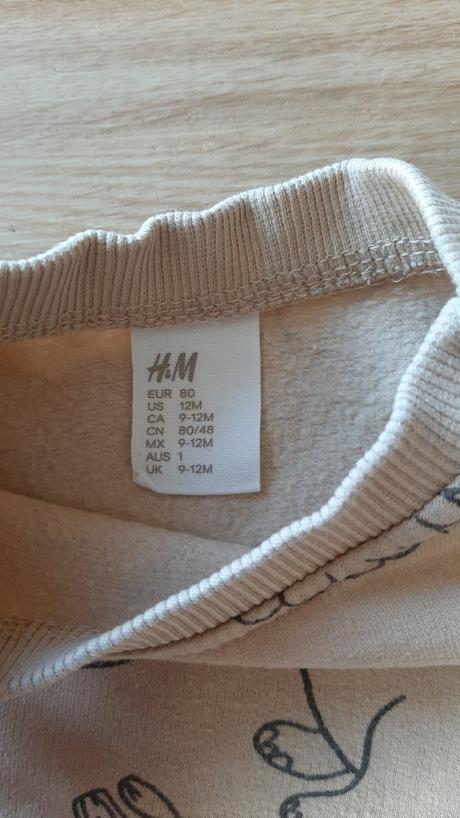 H&M
EUR 80
US 12M
CA 9-12M
CN 80/48
MX 9-12M
AUS 1
UK 9-12M